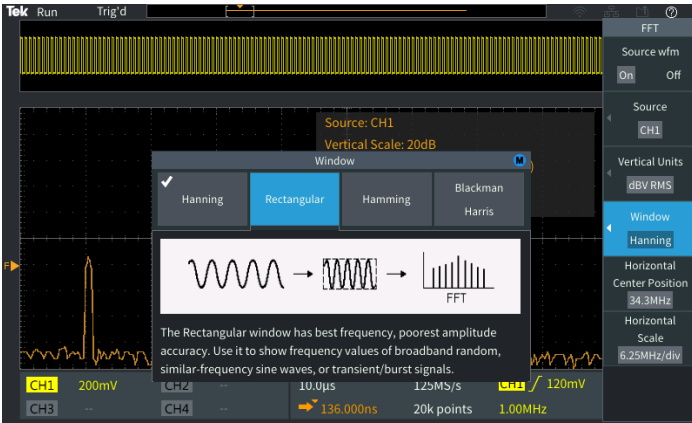 Tek Run Trig'd
FFT
Source wfm
On Off
Source
CH1
Vertical Units
dBV RMS
Window
Hanning
Horizontal
Center Position
34.3MHz
Horizontal
Scale
6.25MHz/div
Source: CH1
Vertical Scale: 20dB
Window M
Hanning
Rectangular
Hamming
Blackman
Harris
FFT
The Rectangular window has best frequency, poorest amplitude
accuracy. Use it to show frequency values of broadband random,
similar-frequency sine waves, or transient/burst signals.
F
CH1 200mV CH2 -- 10.0µs 125MS/s CH1 120mV
CH3 -- CH4 -- 136.000ns 20k points 1.00MHz